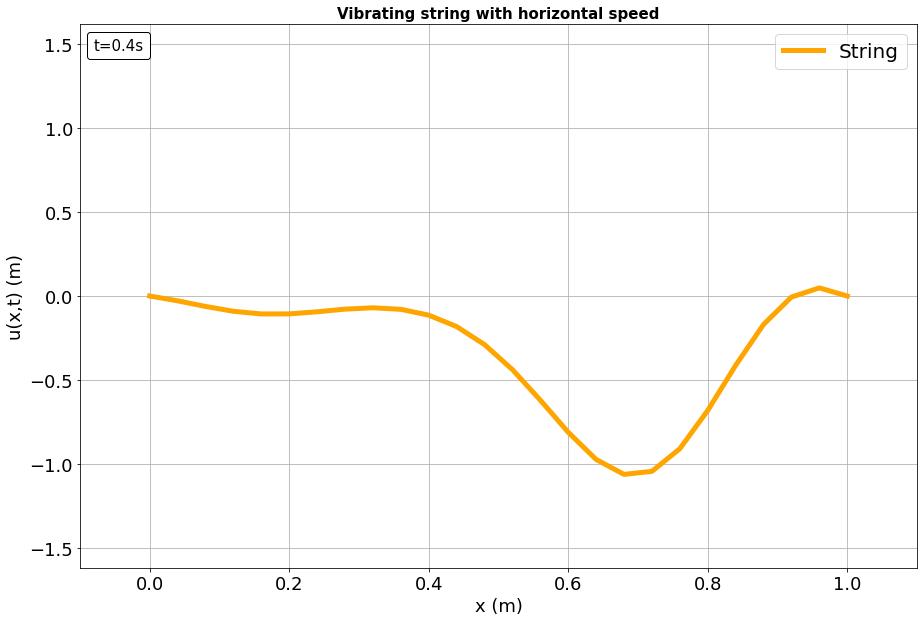 Vibrating string with horizontal speed
t=0.4s
String
1.5
1.0
0.5
0.0
−0.5
−1.0
−1.5
u(x,t) (m)
0.0 0.2 0.4 0.6 0.8 1.0
x (m)